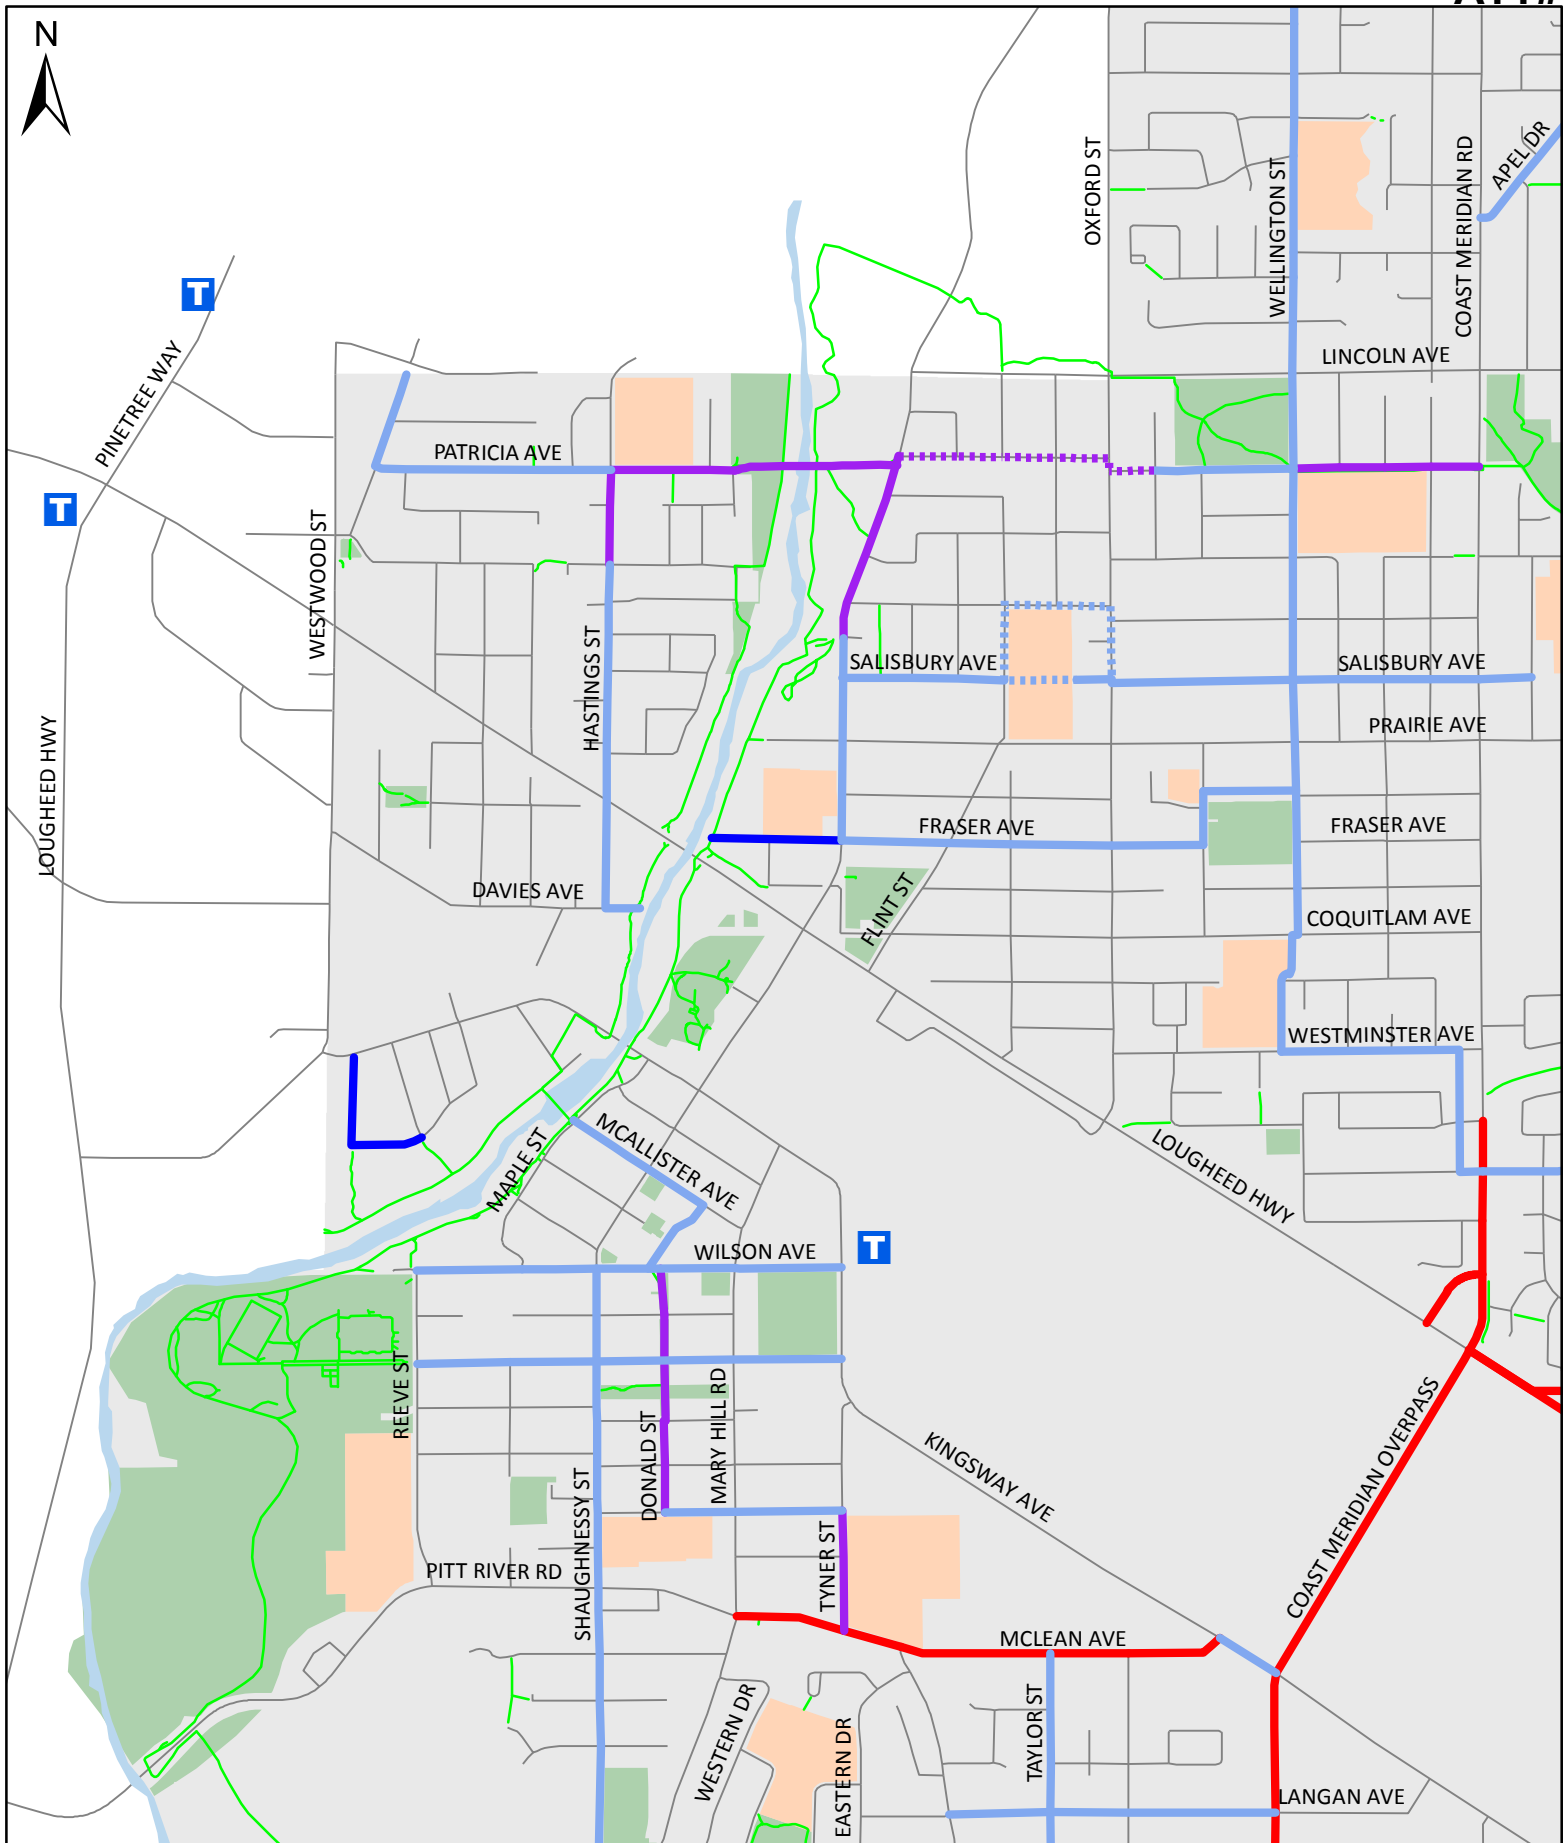 N
OXFORD ST
WELLINGTON ST
COAST MERIDIAN RD
APEL DR
T
PINETREE WAY
LINCOLN AVE
PATRICIA AVE
T
WESTWOOD ST
HASTINGS ST
SALISBURY AVE
SALISBURY AVE
PRAIRIE AVE
LOUGHEED HWY
FRASER AVE
FRASER AVE
DAVIES AVE
FLINT ST
COQUITLAM AVE
WESTMINSTER AVE
MAPLE ST
MCALLISTER AVE
LOUGHEED HWY
WILSON AVE
T
REEVE ST
DONALD ST
MARY HILL RD
KINGSWAY AVE
COAST MERIDIAN OVERPASS
SHAUGHNESSY ST
TYNER ST
PITT RIVER RD
MCLEAN AVE
WESTERN DR
EASTERN DR
TAYLOR ST
LANGAN AVE